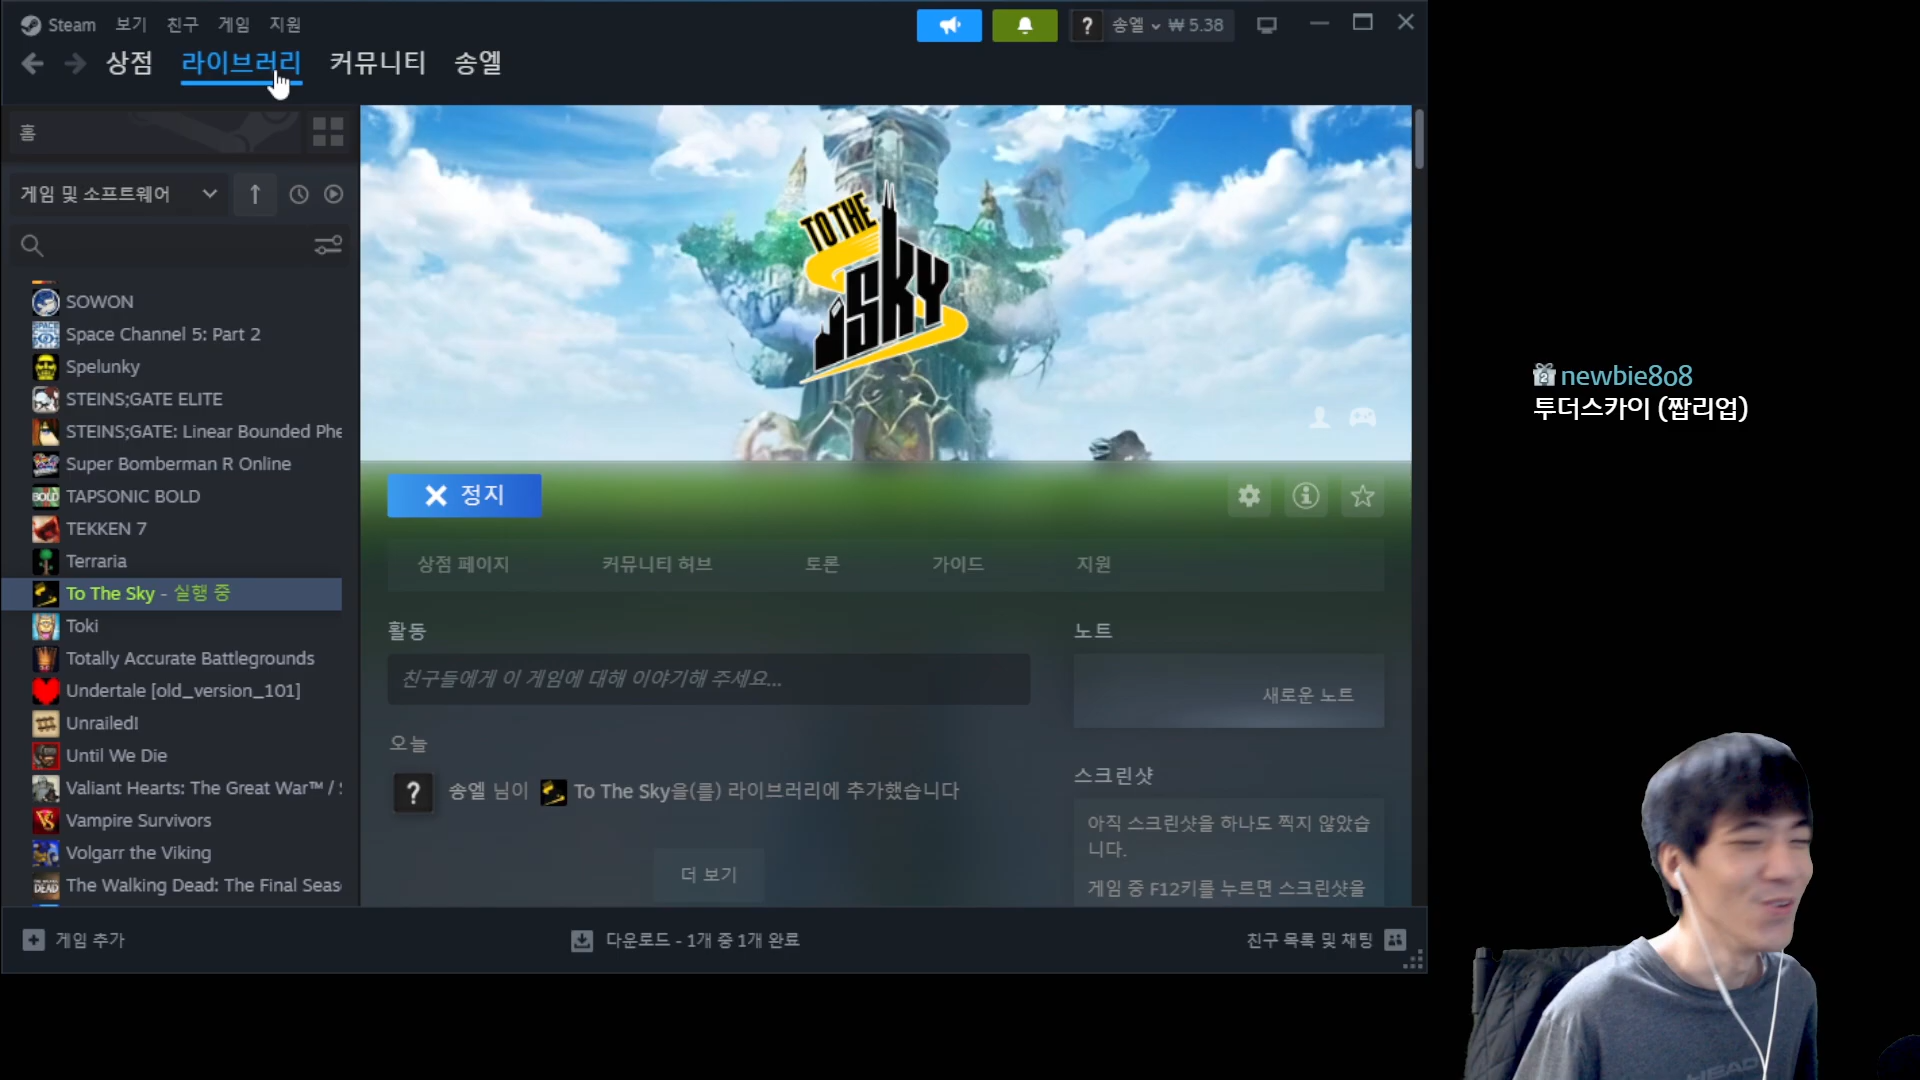 Steam 보기 친구 게임 지원
? 송엘 ₩ 5.38
상점 라이브러리 커뮤니티 송엘
홈
게임 및 소프트웨어
SOWON
Space Channel 5: Part 2
Spelunky
STEINS;GATE ELITE
STEINS;GATE: Linear Bounded Phe
Super Bomberman R Online
TAPSONIC BOLD
TEKKEN 7
Terraria
To The Sky - 실행 중
Toki
Totally Accurate Battlegrounds
Undertale [old_version_101]
Unrailed!
Until We Die
Valiant Hearts: The Great War™ / S
Vampire Survivors
Volgarr the Viking
The Walking Dead: The Final Seas
게임 추가
TO THE
SKY
정지
상점 페이지 커뮤니티 허브 토론 가이드 지원
활동
친구들에게 이 게임에 대해 이야기해 주세요...
오늘
? 송엘 님이 To The Sky을(를) 라이브러리에 추가했습니다
더 보기
노트
새로운 노트
스크린샷
아직 스크린샷을 하나도 찍지 않았습
니다.
게임 중 F12키를 누르면 스크린샷을
다운로드 - 1개 중 1개 완료
친구 목록 및 채팅
2 newbie8o8
투더스카이 (짭리업)
HEAD